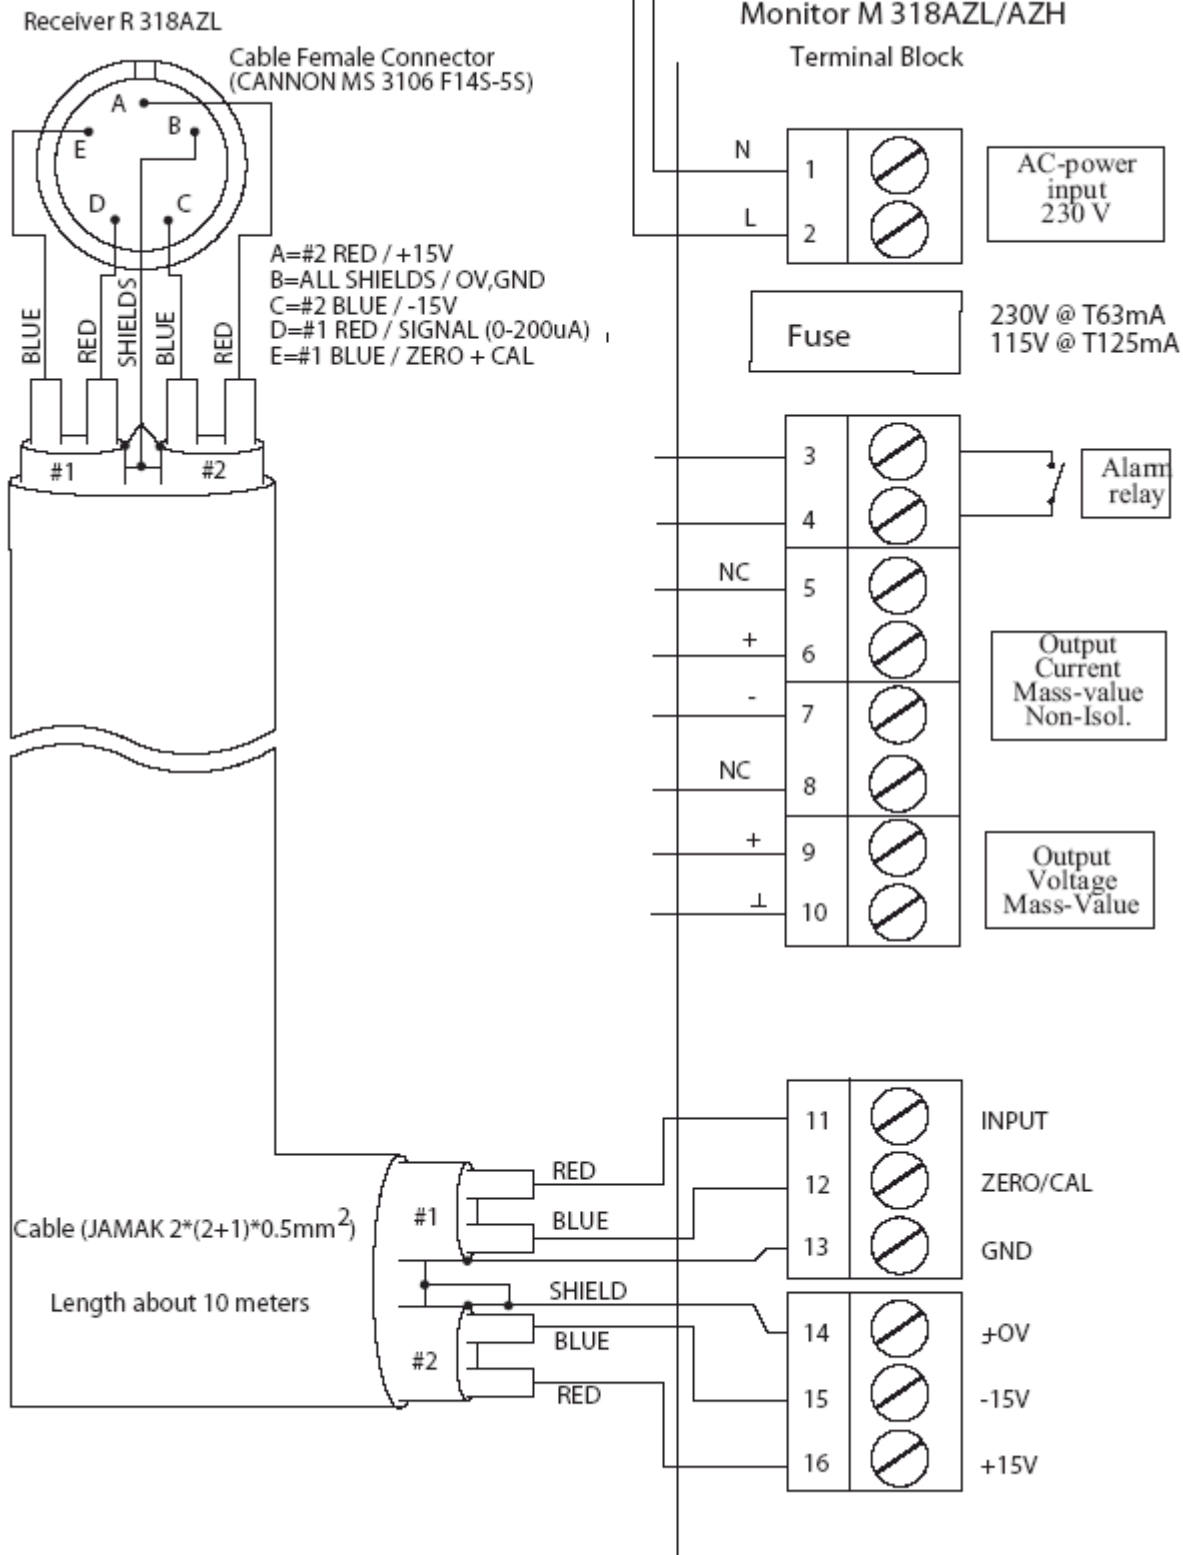 Receiver R 318AZL
Cable Female Connector
(CANNON MS 3106 F14S-5S)
A
B
E
D
C
A=#2 RED / +15V
B=ALL SHIELDS / OV,GND
C=#2 BLUE / -15V
D=#1 RED / SIGNAL (0-200uA)
E=#1 BLUE / ZERO + CAL
BLUE
RED
SHIELDS
BLUE
RED
#1
#2
Monitor M 318AZL/AZH
Terminal Block
N
1
L
2
AC-power
input
230 V
Fuse
230V @ T63mA
115V @ T125mA
3
4
Alarm
relay
NC
5
+
6
-
7
NC
8
Output
Current
Mass-value
Non-Isol.
+
9
⊥
10
Output
Voltage
Mass-Value
Cable (JAMAK 2*(2+1)*0.5mm²)
Length about 10 meters
#1
#2
RED
BLUE
SHIELD
BLUE
RED
11 INPUT
12 ZERO/CAL
13 GND
14 ±OV
15 -15V
16 +15V